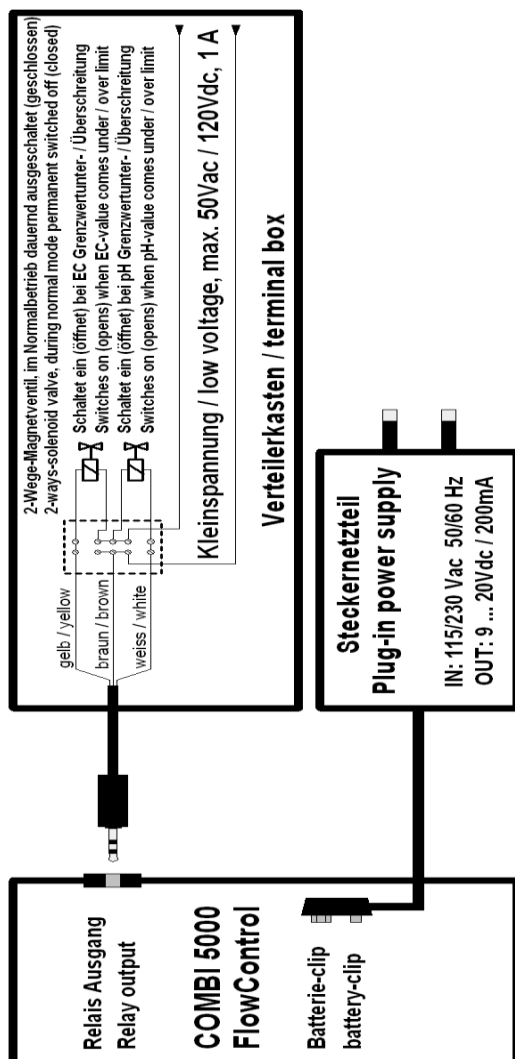 2-Wege-Magnetventil, im Normalbetrieb dauernd ausgeschaltet (geschlossen)
2-ways-solenoid valve, during normal mode permanent switched off (closed)
Schaltet ein (öffnet) bei EC Grenzwertunter- / Überschreitung
Switches on (opens) when EC-value comes under / over limit
Schaltet ein (öffnet) bei pH Grenzwertunter- / Überschreitung
Switches on (opens) when pH-value comes under / over limit
gelb / yellow
braun / brown
weiss / white
Kleinspannung / low voltage, max. 50Vac / 120Vdc, 1 A
Verteilerkasten / terminal box
Relais Ausgang
Relay output
COMBI 5000
FlowControl
Batterie-clip
battery-clip
Steckernetzteil
Plug-in power supply
IN: 115/230 Vac 50/60 Hz
OUT: 9 ... 20Vdc / 200mA